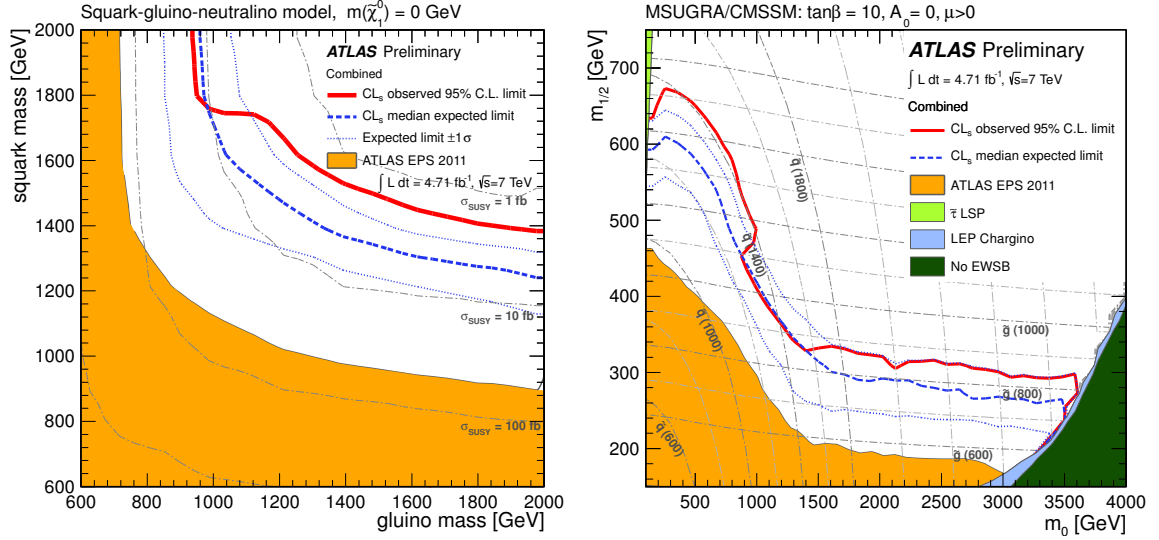 Squark-gluino-neutralino model, m(χ̃₁⁰) = 0 GeV
squark mass [GeV]
2000
1800
1600
1400
1200
1000
800
600
ATLAS Preliminary
Combined
CLₛ observed 95% C.L. limit
CLₛ median expected limit
Expected limit ±1σ
ATLAS EPS 2011
∫ L dt = 4.71 fb⁻¹, √s=7 TeV
σ_SUSY = 1 fb
σ_SUSY = 10 fb
σ_SUSY = 100 fb
600 800 1000 1200 1400 1600 1800 2000
gluino mass [GeV]
MSUGRA/CMSSM: tanβ = 10, A₀= 0, μ>0
m₁/₂ [GeV]
700
600
500
400
300
200
ATLAS Preliminary
∫ L dt = 4.71 fb⁻¹, √s=7 TeV
Combined
CLₛ observed 95% C.L. limit
CLₛ median expected limit
ATLAS EPS 2011
τ̃ LSP
LEP Chargino
No EWSB
q̃ (1800)
q̃ (1400)
q̃ (1000)
q̃ (600)
g̃ (1000)
g̃ (800)
g̃ (600)
500 1000 1500 2000 2500 3000 3500 4000
m₀ [GeV]